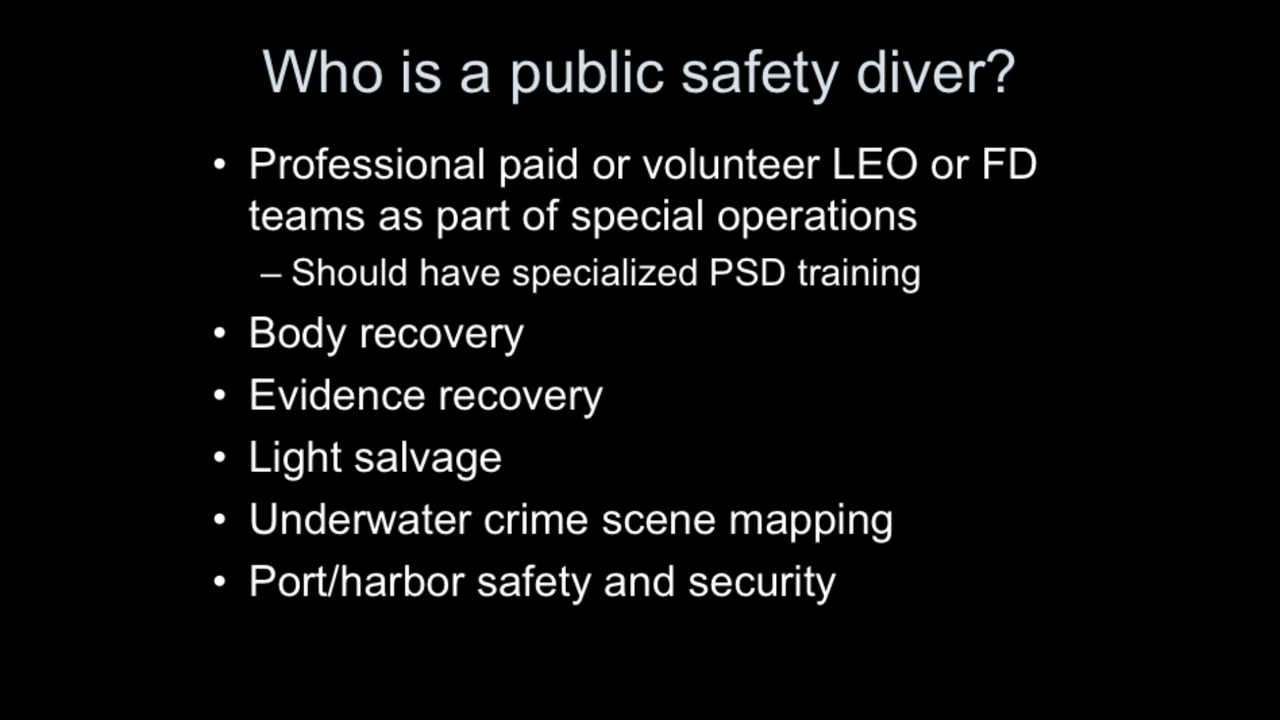 Who is a public safety diver?
• Professional paid or volunteer LEO or FD
teams as part of special operations
– Should have specialized PSD training
• Body recovery
• Evidence recovery
• Light salvage
• Underwater crime scene mapping
• Port/harbor safety and security